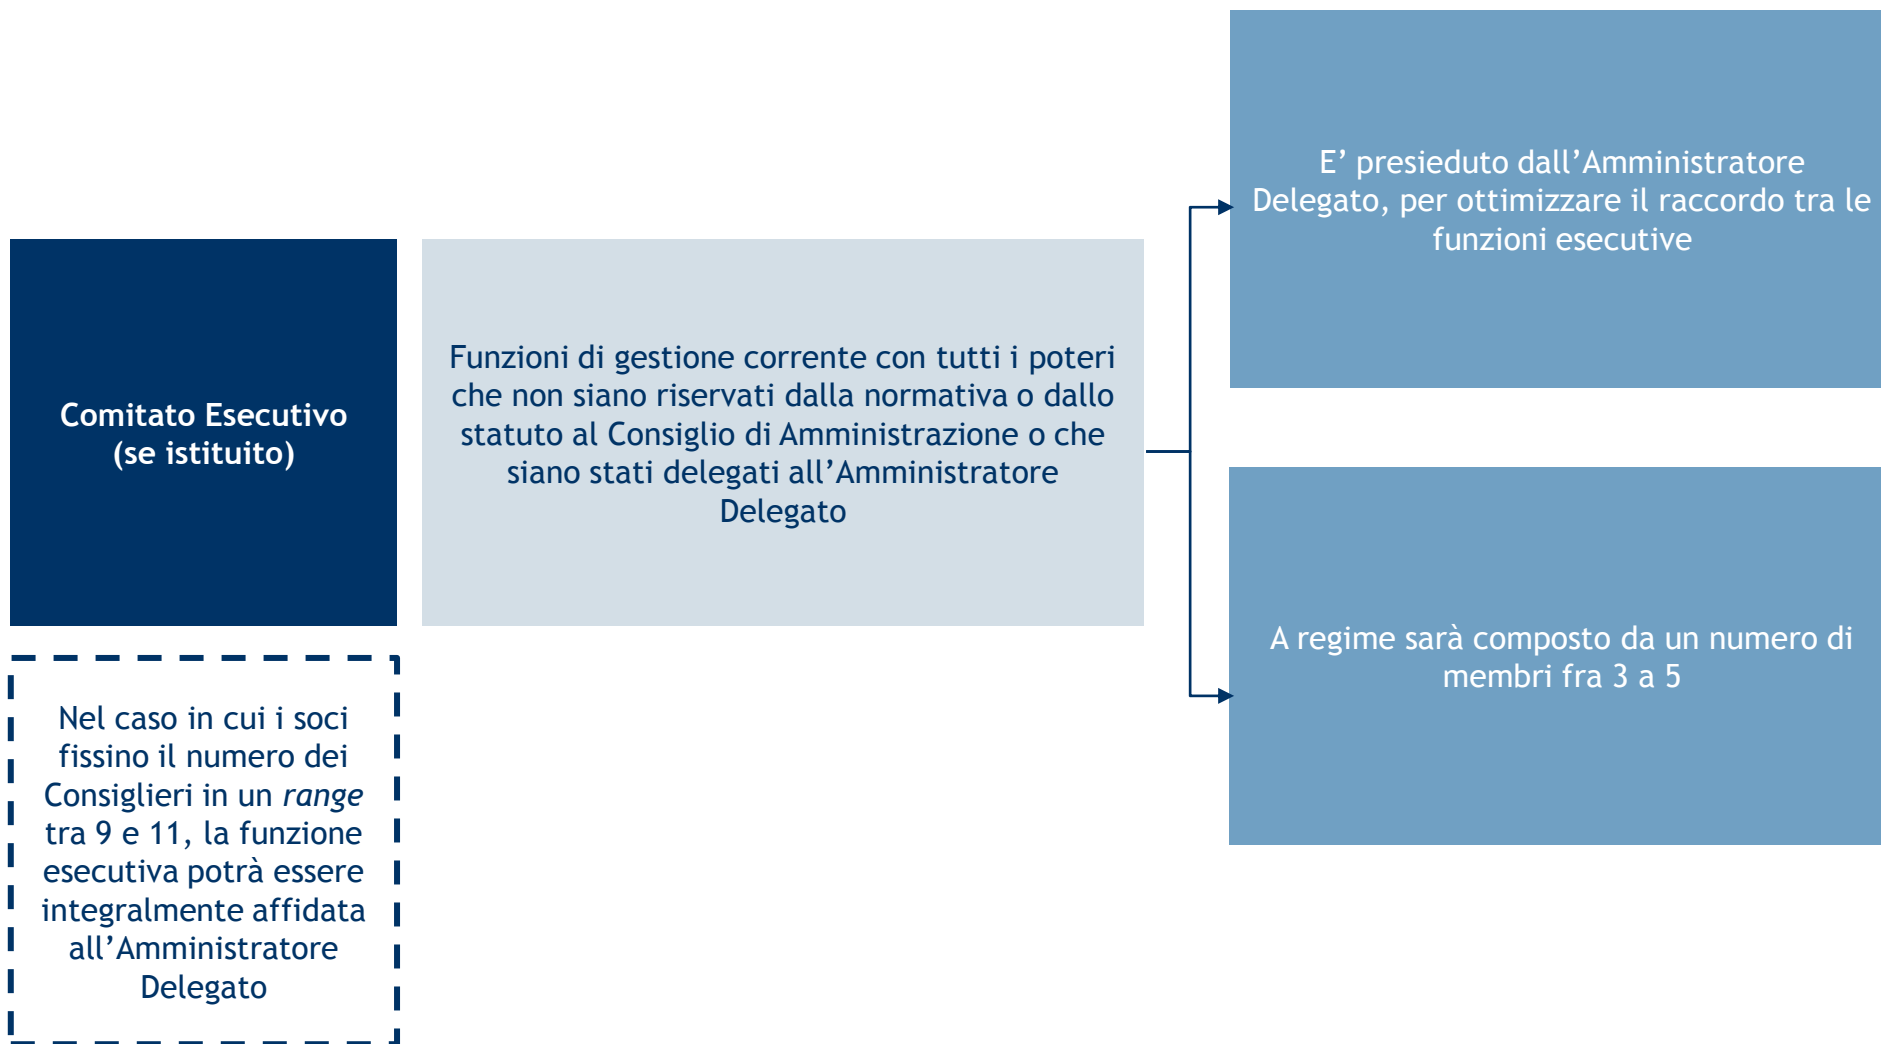 Comitato Esecutivo
(se istituito)
Nel caso in cui i soci
fissino il numero dei
Consiglieri in un range
tra 9 e 11, la funzione
esecutiva potrà essere
integralmente affidata
all’Amministratore
Delegato
Funzioni di gestione corrente con tutti i poteri
che non siano riservati dalla normativa o dallo
statuto al Consiglio di Amministrazione o che
siano stati delegati all’Amministratore
Delegato
E’ presieduto dall’Amministratore
Delegato, per ottimizzare il raccordo tra le
funzioni esecutive
A regime sarà composto da un numero di
membri fra 3 a 5